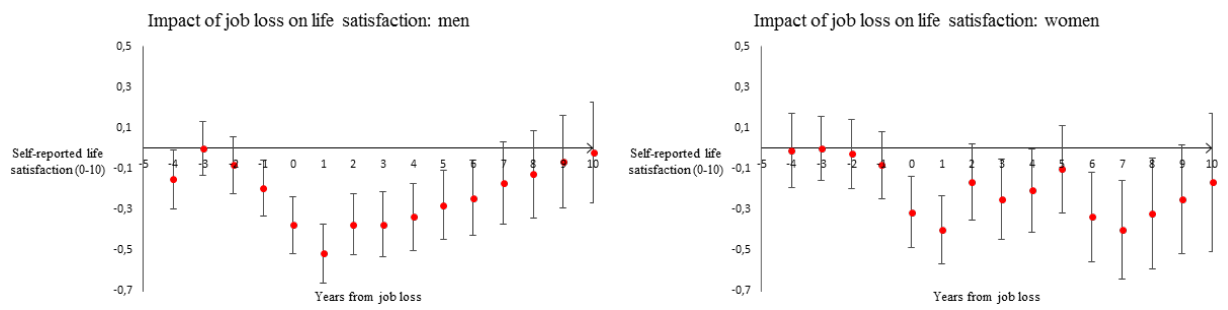 Impact of job loss on life satisfaction: men
0,5
0,3
0,1
-0,1
-0,3
-0,5
-0,7
Self-reported life
satisfaction (0-10)
-5 -4 -3 -2 -1 0 1 2 3 4 5 6 7 8 9 10
Years from job loss
Impact of job loss on life satisfaction: women
0,5
0,3
0,1
-0,1
-0,3
-0,5
-0,7
Self-reported life
satisfaction (0-10)
-5 -4 -3 -2 -1 0 1 2 3 4 5 6 7 8 9 10
Years from job loss